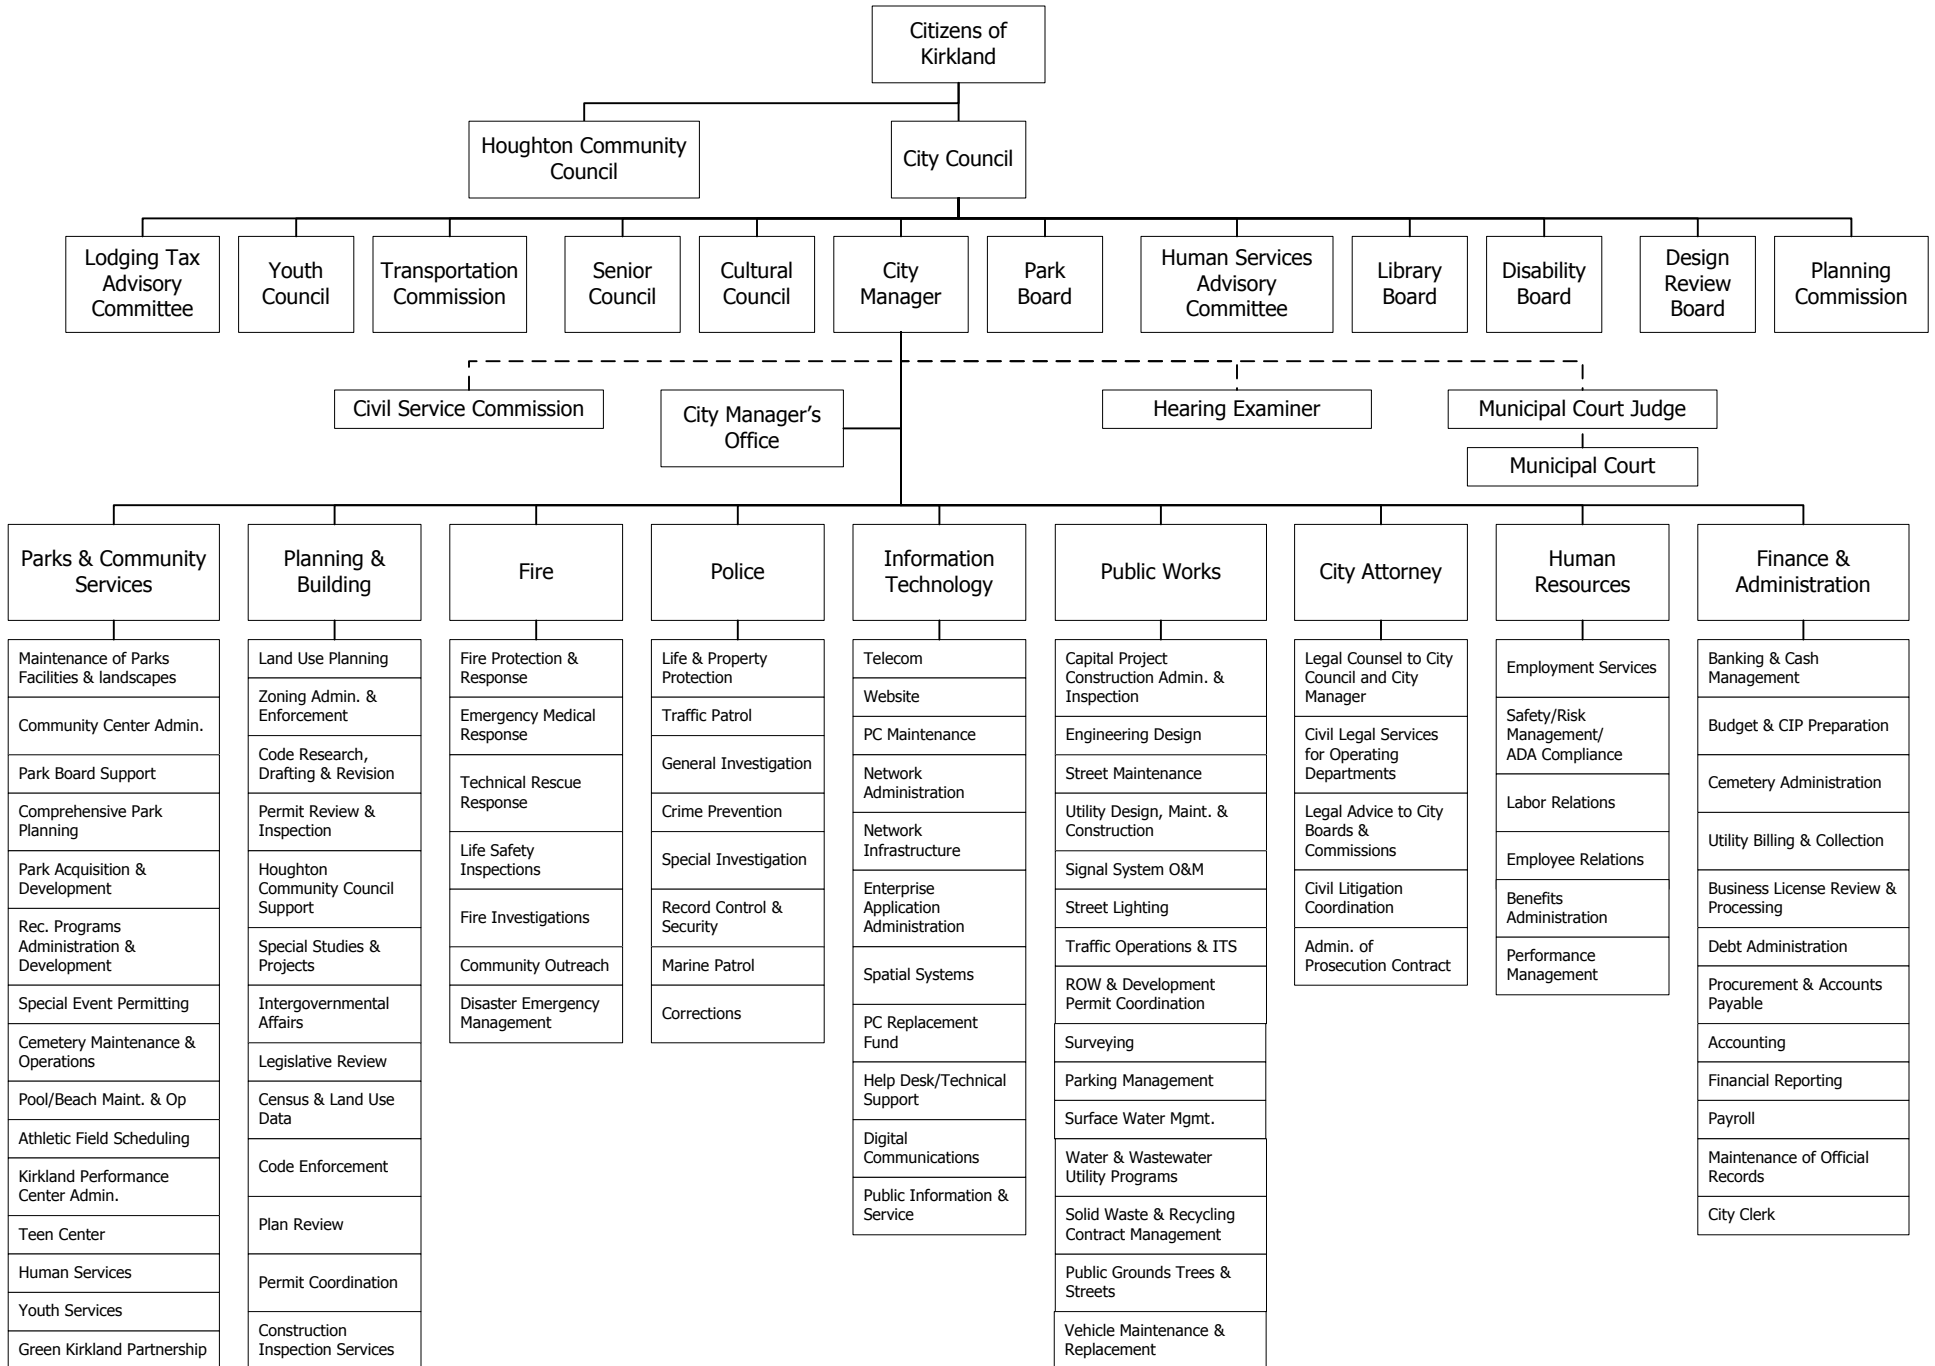 Citizens of
Kirkland
Houghton Community
Council
City Council
Lodging Tax
Advisory
Committee
Youth
Council
Transportation
Commission
Senior
Council
Cultural
Council
City
Manager
Park
Board
Human Services
Advisory
Committee
Library
Board
Disability
Board
Design
Review
Board
Planning
Commission
Civil Service Commission
City Manager’s
Office
Hearing Examiner
Municipal Court Judge
Municipal Court
Parks & Community
Services
Maintenance of Parks
Facilities & landscapes
Community Center Admin.
Park Board Support
Comprehensive Park
Planning
Park Acquisition &
Development
Rec. Programs
Administration &
Development
Special Event Permitting
Cemetery Maintenance &
Operations
Pool/Beach Maint. & Op
Athletic Field Scheduling
Kirkland Performance
Center Admin.
Teen Center
Human Services
Youth Services
Green Kirkland Partnership
Planning &
Building
Land Use Planning
Zoning Admin. &
Enforcement
Code Research,
Drafting & Revision
Permit Review &
Inspection
Houghton
Community Council
Support
Special Studies &
Projects
Intergovernmental
Affairs
Legislative Review
Census & Land Use
Data
Code Enforcement
Plan Review
Permit Coordination
Construction
Inspection Services
Fire
Fire Protection &
Response
Emergency Medical
Response
Technical Rescue
Response
Life Safety
Inspections
Fire Investigations
Community Outreach
Disaster Emergency
Management
Police
Life & Property
Protection
Traffic Patrol
General Investigation
Crime Prevention
Special Investigation
Record Control &
Security
Marine Patrol
Corrections
Information
Technology
Telecom
Website
PC Maintenance
Network
Administration
Network
Infrastructure
Enterprise
Application
Administration
Spatial Systems
PC Replacement
Fund
Help Desk/Technical
Support
Digital
Communications
Public Information &
Service
Public Works
Capital Project
Construction Admin. &
Inspection
Engineering Design
Street Maintenance
Utility Design, Maint. &
Construction
Signal System O&M
Street Lighting
Traffic Operations & ITS
ROW & Development
Permit Coordination
Surveying
Parking Management
Surface Water Mgmt.
Water & Wastewater
Utility Programs
Solid Waste & Recycling
Contract Management
Public Grounds Trees &
Streets
Vehicle Maintenance &
Replacement
City Attorney
Legal Counsel to City
Council and City
Manager
Civil Legal Services
for Operating
Departments
Legal Advice to City
Boards &
Commissions
Civil Litigation
Coordination
Admin. of
Prosecution Contract
Human
Resources
Employment Services
Safety/Risk
Management/
ADA Compliance
Labor Relations
Employee Relations
Benefits
Administration
Performance
Management
Finance &
Administration
Banking & Cash
Management
Budget & CIP Preparation
Cemetery Administration
Utility Billing & Collection
Business License Review &
Processing
Debt Administration
Procurement & Accounts
Payable
Accounting
Financial Reporting
Payroll
Maintenance of Official
Records
City Clerk